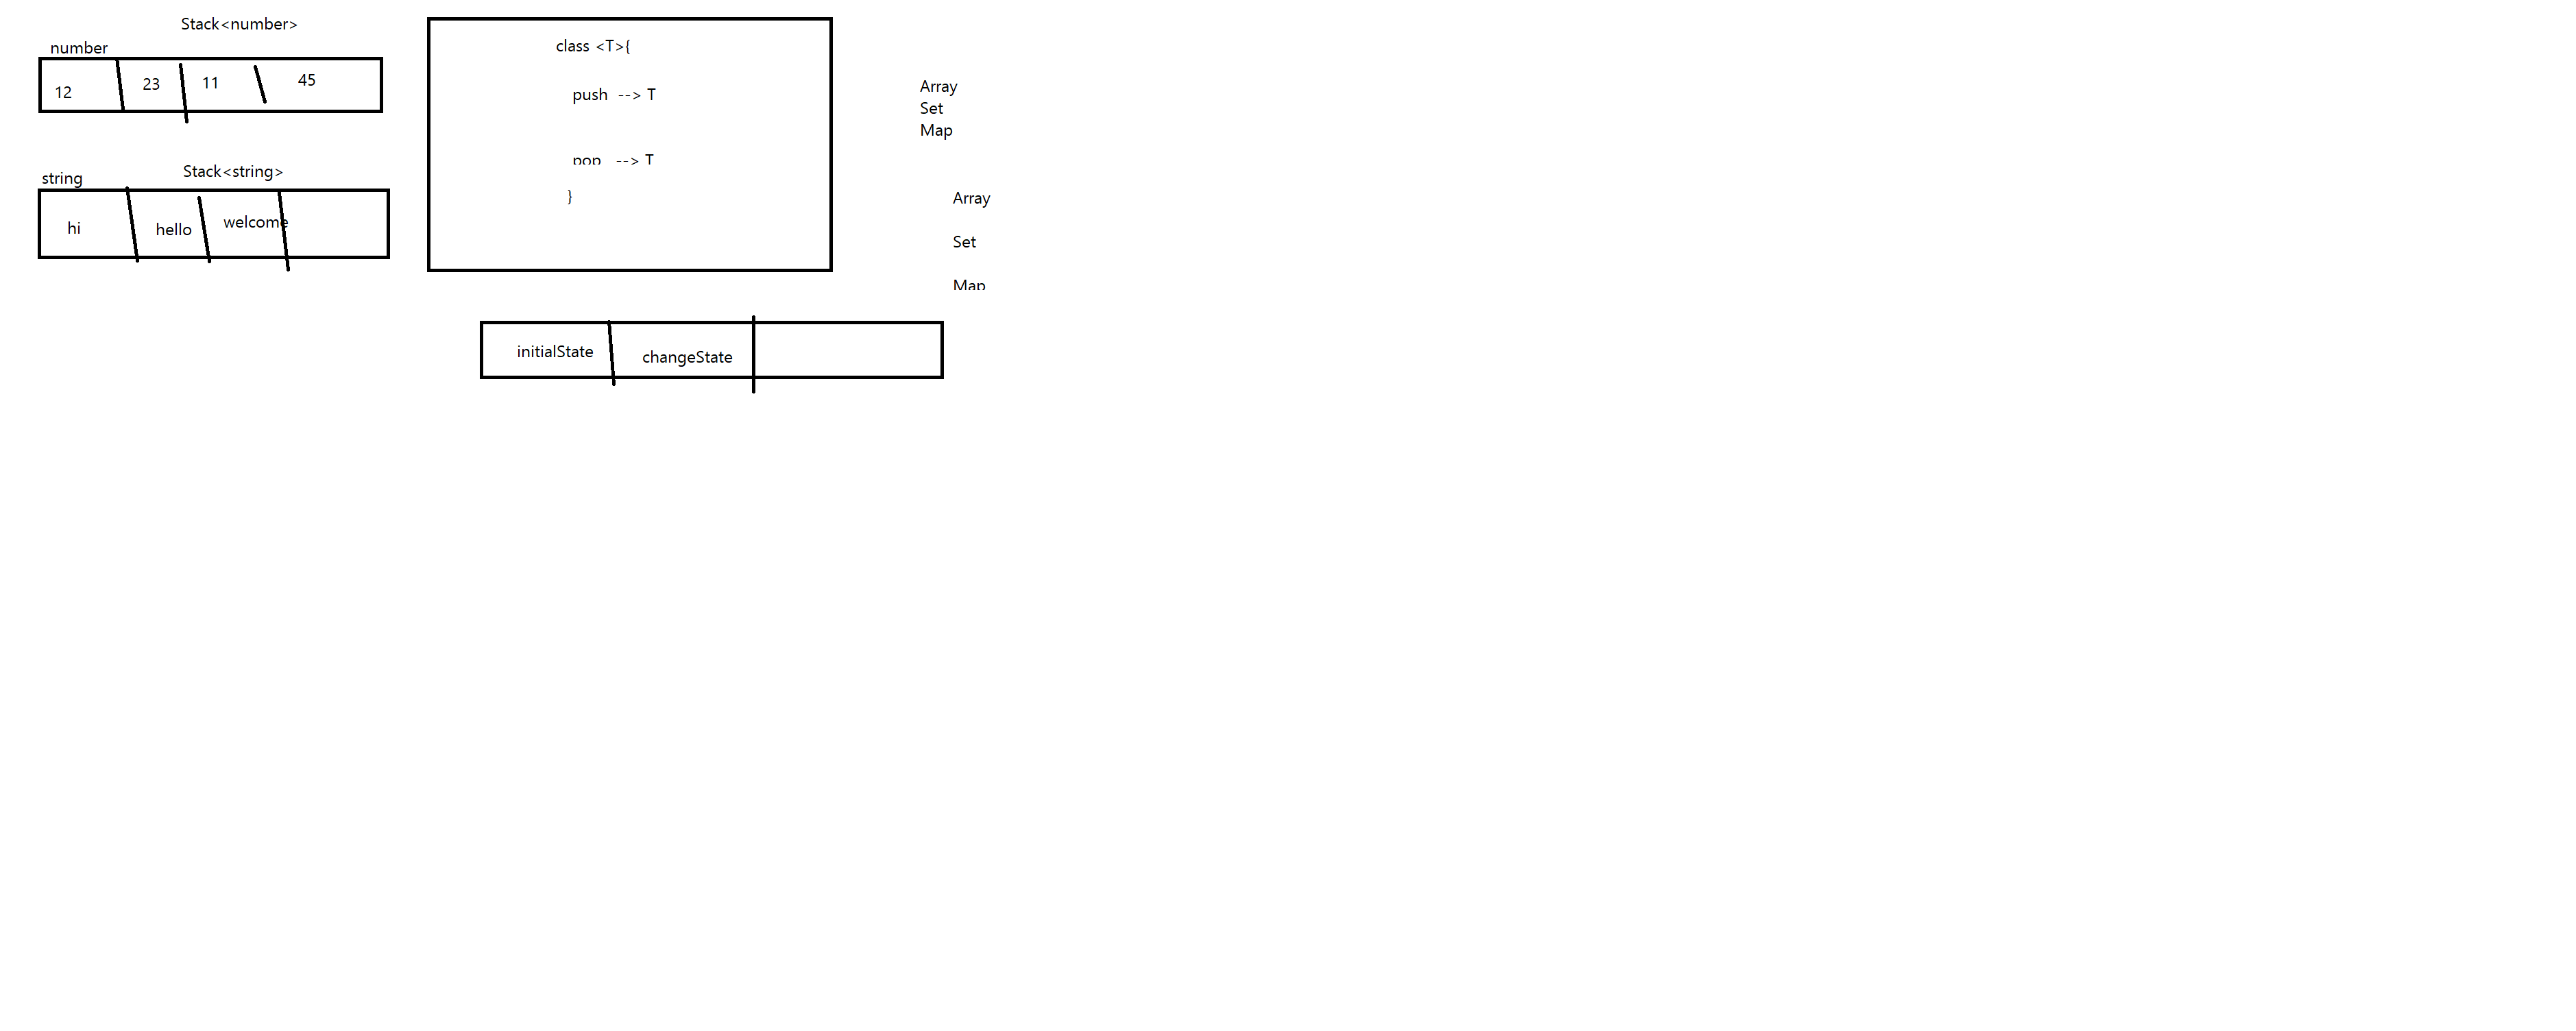 Stack<number>
number
12
23
11
45
Stack<string>
string
hi
hello
welcome
class <T>{
push --> T
pop --> T
}
Array
Set
Map
Array
Set
Map
initialState
changeState